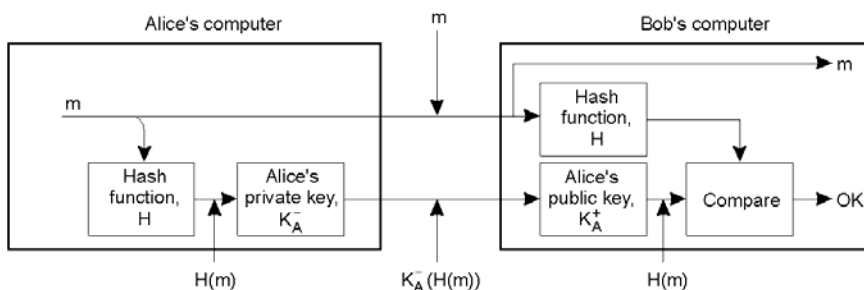 Alice's computer
m
Bob's computer
m
m
Hash
function,
H
Hash
function,
H
Alice's
private key,
K_A^-
Alice's
public key,
K_A^+
Compare
OK
H(m)
K_A^-(H(m))
H(m)